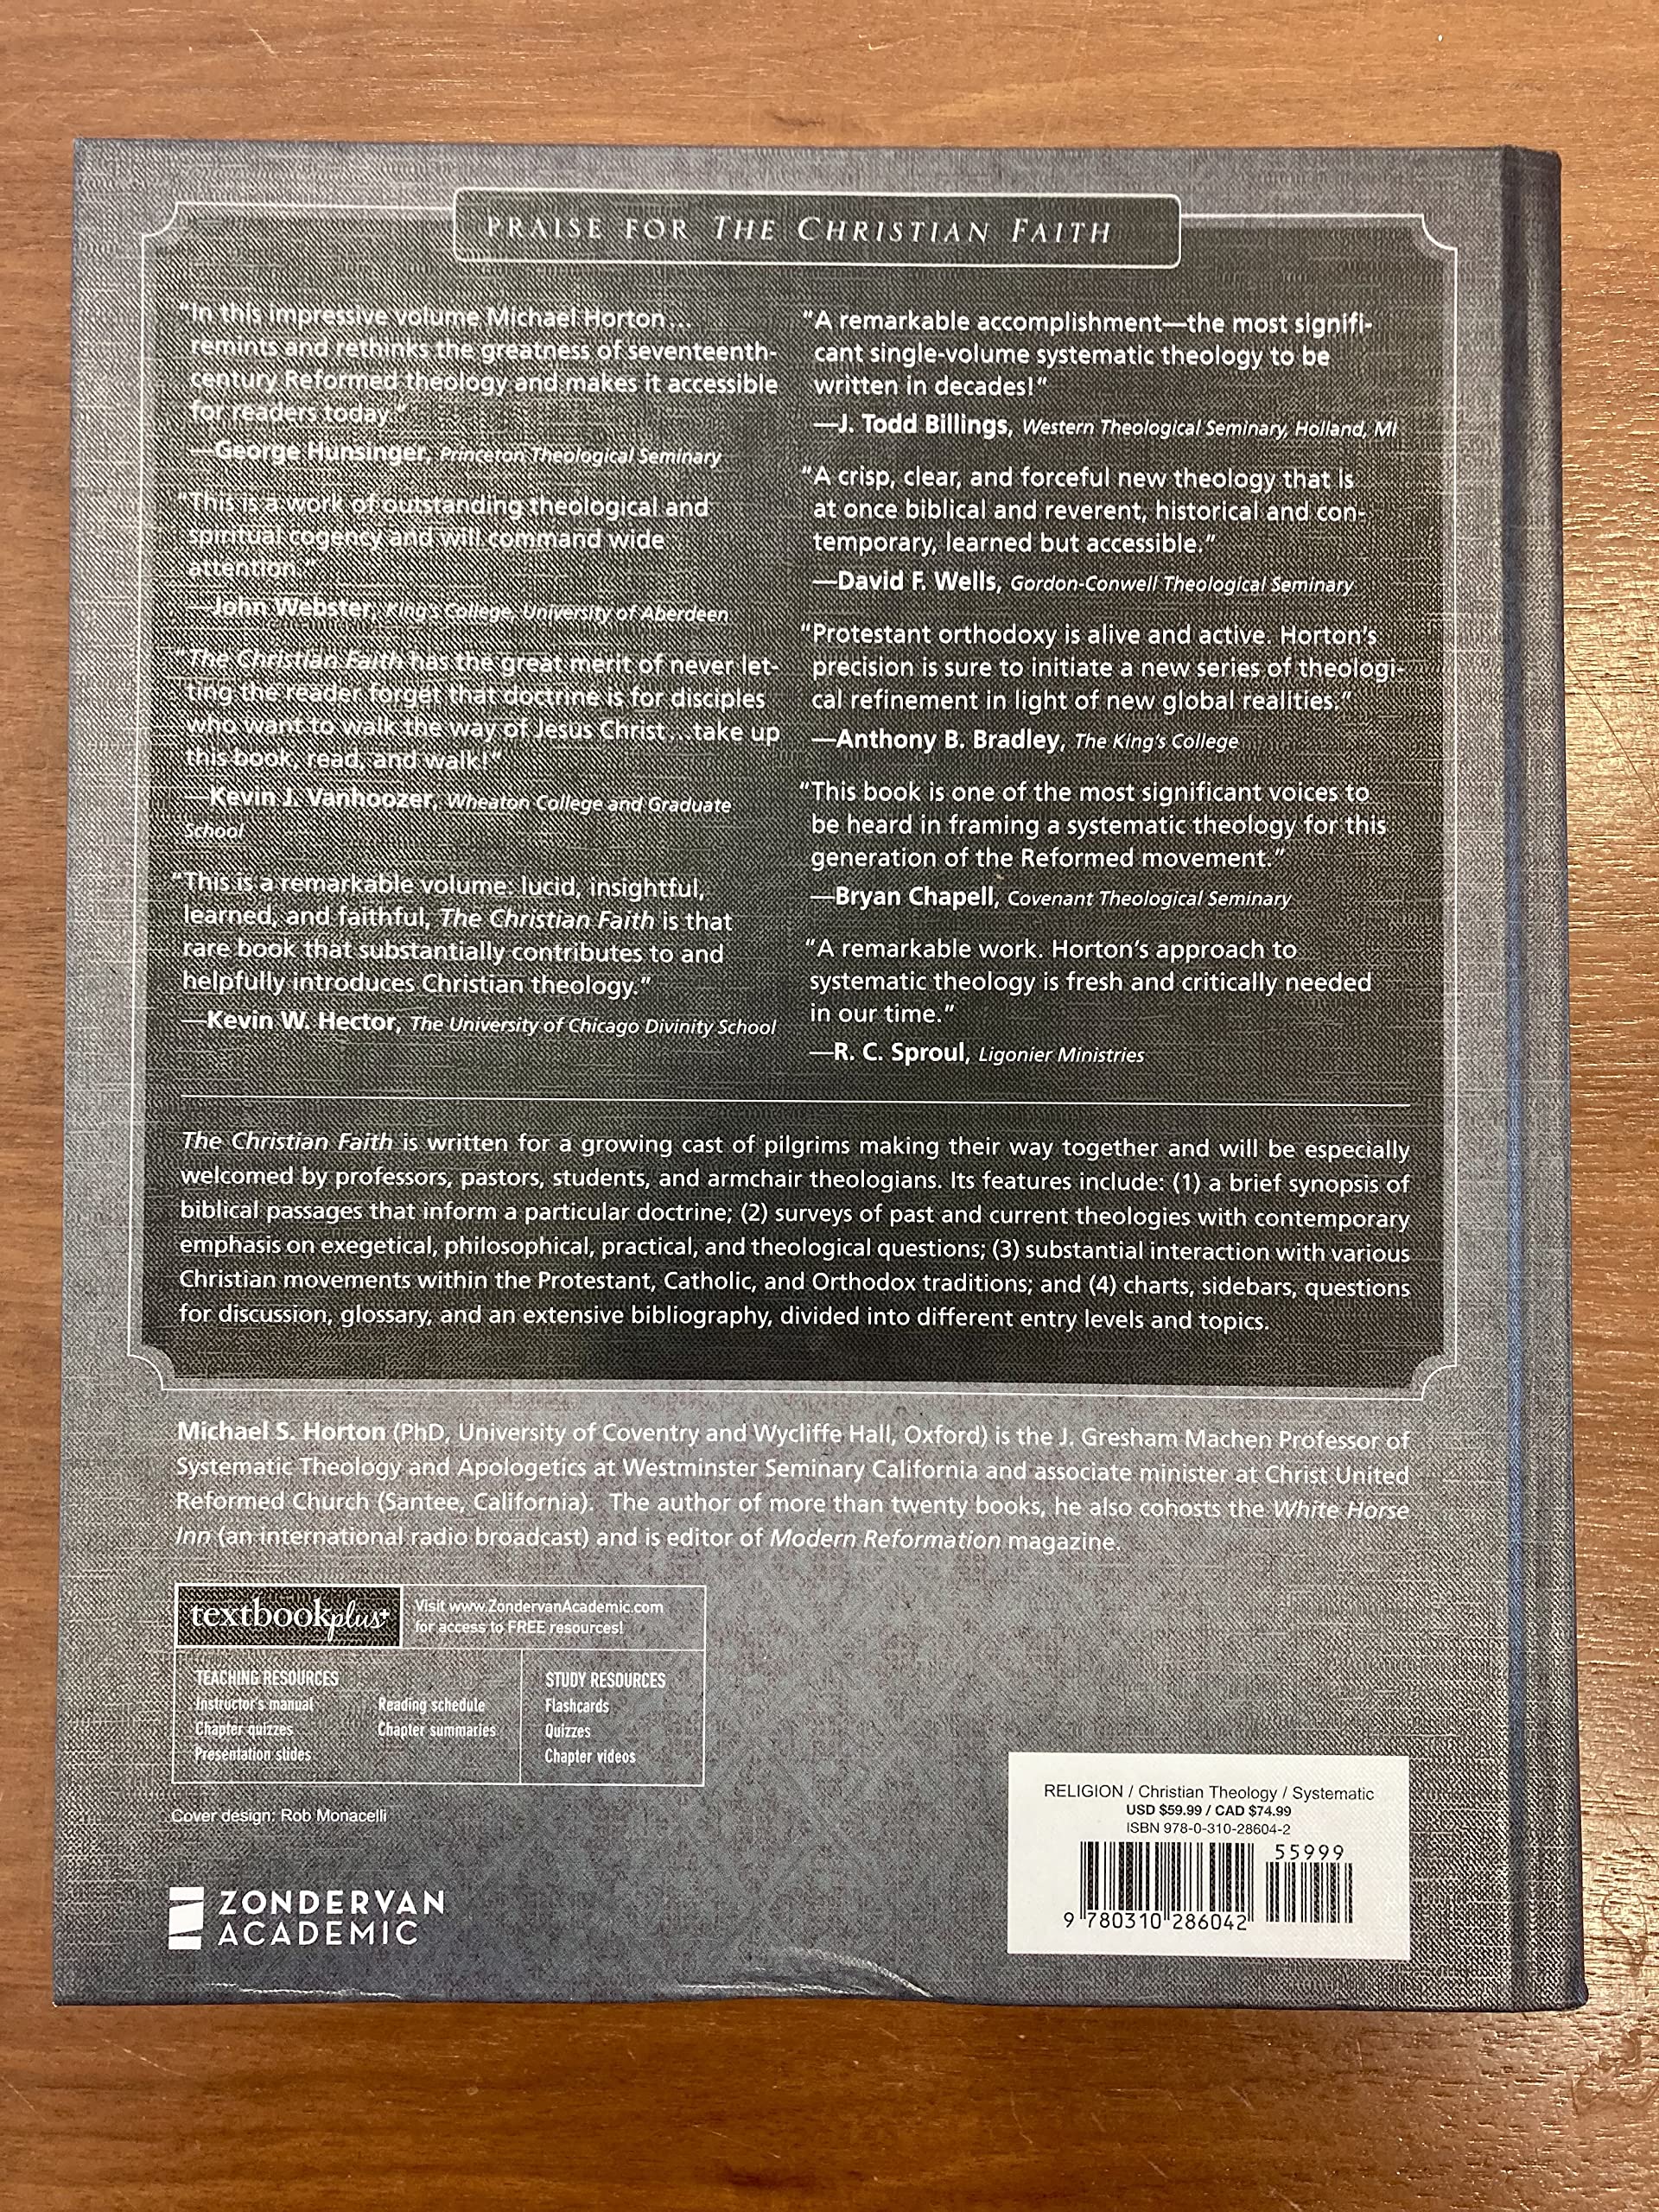 PRAISE FOR THE CHRISTIAN FAITH
“In this impressive volume Michael Horton...
remints and rethinks the greatness of seventeenth-
century Reformed theology and makes it accessible
for readers today.”
—George Hunsinger, Princeton Theological Seminary
“This is a work of outstanding theological and
spiritual cogency and will command wide
attention.”
—John Webster, King's College, University of Aberdeen
“The Christian Faith has the great merit of never let-
ting the reader forget that doctrine is for disciples
who want to walk the way of Jesus Christ...take up
this book, read, and walk!”
—Kevin J. Vanhoozer, Wheaton College and Graduate
School
“This is a remarkable volume: lucid, insightful,
learned, and faithful, The Christian Faith is that
rare book that substantially contributes to and
helpfully introduces Christian theology.”
—Kevin W. Hector, The University of Chicago Divinity School
“A remarkable accomplishment—the most signifi-
cant single-volume systematic theology to be
written in decades!”
—J. Todd Billings, Western Theological Seminary, Holland, MI
“A crisp, clear, and forceful new theology that is
at once biblical and reverent, historical and con-
temporary, learned but accessible.”
—David F. Wells, Gordon-Conwell Theological Seminary
“Protestant orthodoxy is alive and active. Horton's
precision is sure to initiate a new series of theologi-
cal refinement in light of new global realities.”
—Anthony B. Bradley, The King's College
“This book is one of the most significant voices to
be heard in framing a systematic theology for this
generation of the Reformed movement.”
—Bryan Chapell, Covenant Theological Seminary
“A remarkable work. Horton's approach to
systematic theology is fresh and critically needed
in our time.”
—R. C. Sproul, Ligonier Ministries
The Christian Faith is written for a growing cast of pilgrims making their way together and will be especially
welcomed by professors, pastors, students, and armchair theologians. Its features include: (1) a brief synopsis of
biblical passages that inform a particular doctrine; (2) surveys of past and current theologies with contemporary
emphasis on exegetical, philosophical, practical, and theological questions; (3) substantial interaction with various
Christian movements within the Protestant, Catholic, and Orthodox traditions; and (4) charts, sidebars, questions
for discussion, glossary, and an extensive bibliography, divided into different entry levels and topics.
Michael S. Horton (PhD, University of Coventry and Wycliffe Hall, Oxford) is the J. Gresham Machen Professor of
Systematic Theology and Apologetics at Westminster Seminary California and associate minister at Christ United
Reformed Church (Santee, California). The author of more than twenty books, he also cohosts the White Horse
Inn (an international radio broadcast) and is editor of Modern Reformation magazine.
textbookplus+
Visit www.ZondervanAcademic.com
for access to FREE resources!
TEACHING RESOURCES
Instructor's manual
Chapter quizzes
Presentation slides
Reading schedule
Chapter summaries
STUDY RESOURCES
Flashcards
Quizzes
Chapter videos
Cover design: Rob Monacelli
ZONDERVAN
ACADEMIC
RELIGION / Christian Theology / Systematic
USD $59.99 / CAD $74.99
ISBN 978-0-310-28604-2
55999
9 780310 286042